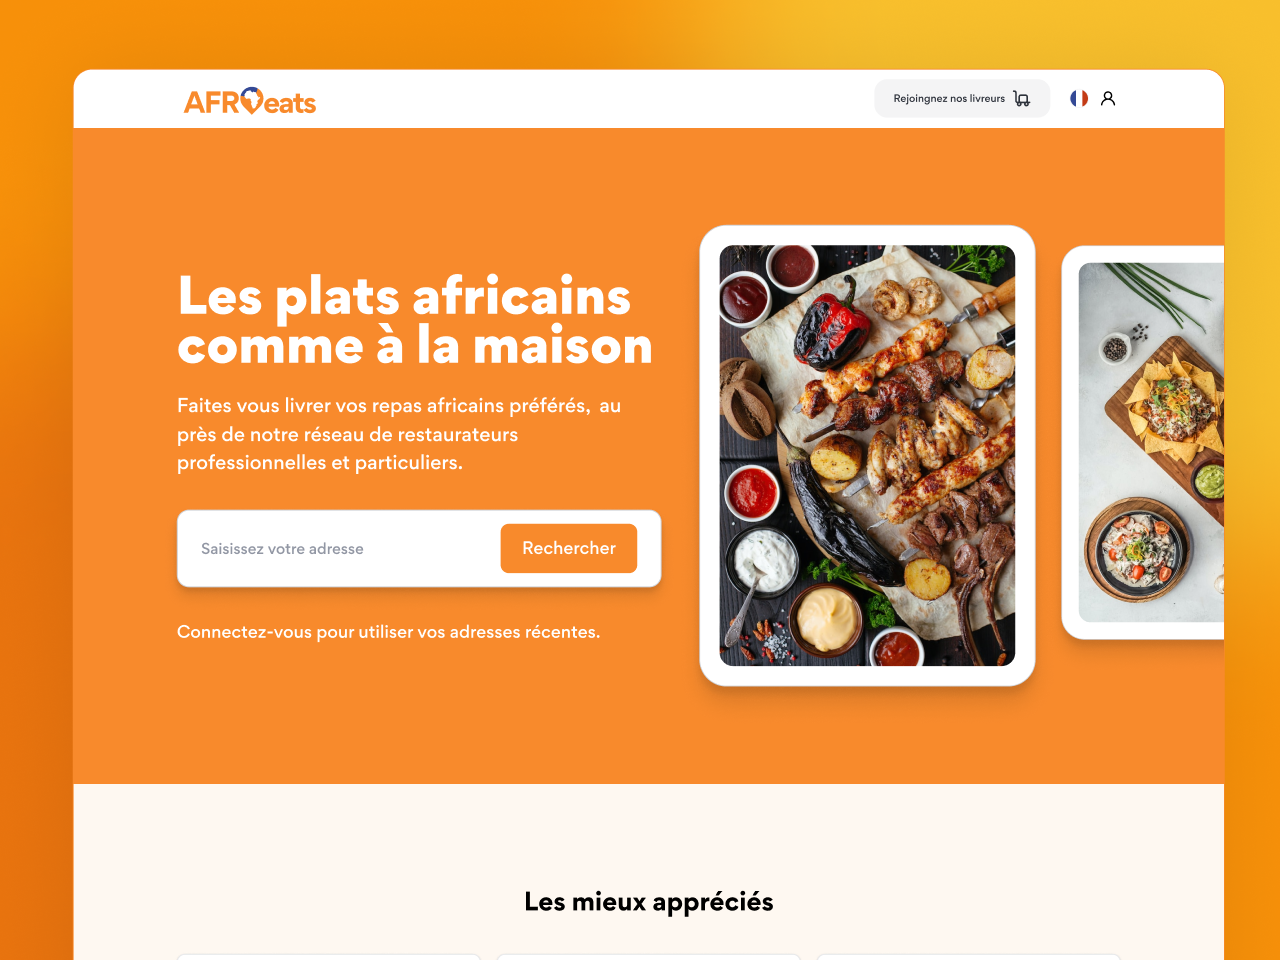 AFROeats
Rejoingnez nos livreurs
Les plats africains
comme à la maison
Faites vous livrer vos repas africains préférés, au
près de notre réseau de restaurateurs
professionnelles et particuliers.
Saisissez votre adresse
Rechercher
Connectez-vous pour utiliser vos adresses récentes.
Les mieux appréciés